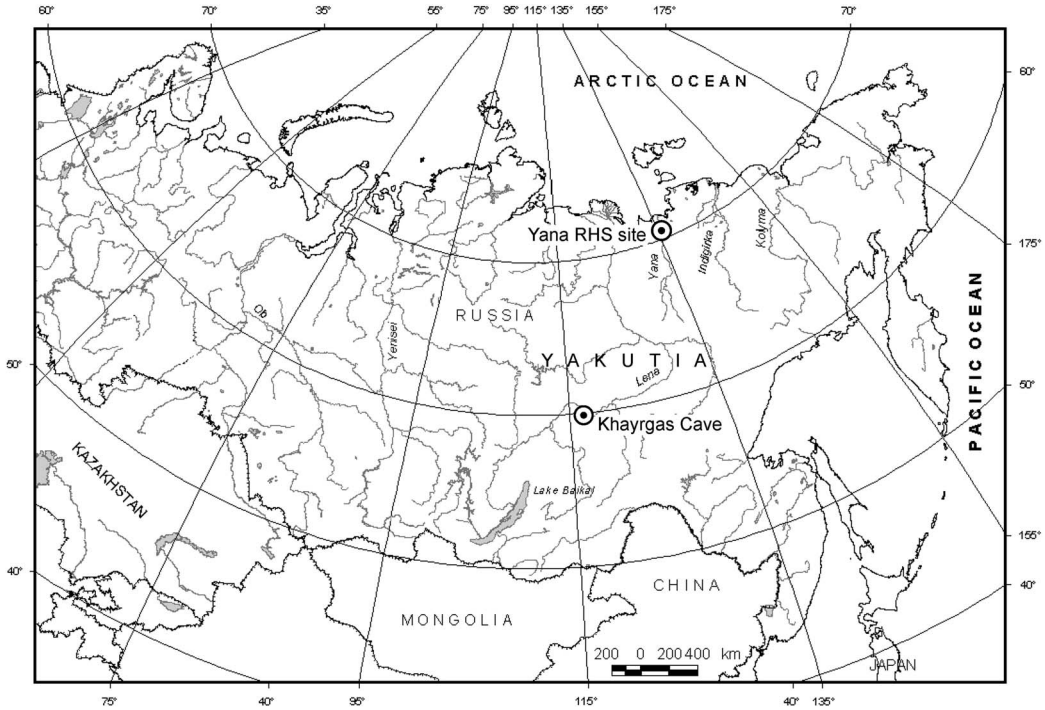 60° 70° 35° 55° 75° 95° 115° 135° 155° 175° 70°
ARCTIC OCEAN
60°
Yana RHS site
Yana
Indigirka
Kolyma
175°
PACIFIC OCEAN
Ob
Yenisei
RUSSIA
YAKUTIA
Lena
50°
50°
Khayrgas Cave
KAZAKHSTAN
Lake Baikal
155°
40°
40°
CHINA
MONGOLIA
200 0 200 400 km
JAPAN
75° 40° 95° 115° 40° 135°